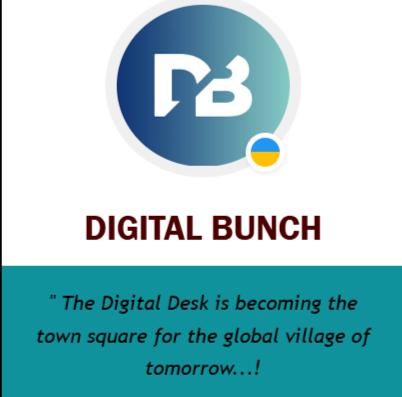 DB
DIGITAL BUNCH
" The Digital Desk is becoming the
town square for the global village of
tomorrow...!